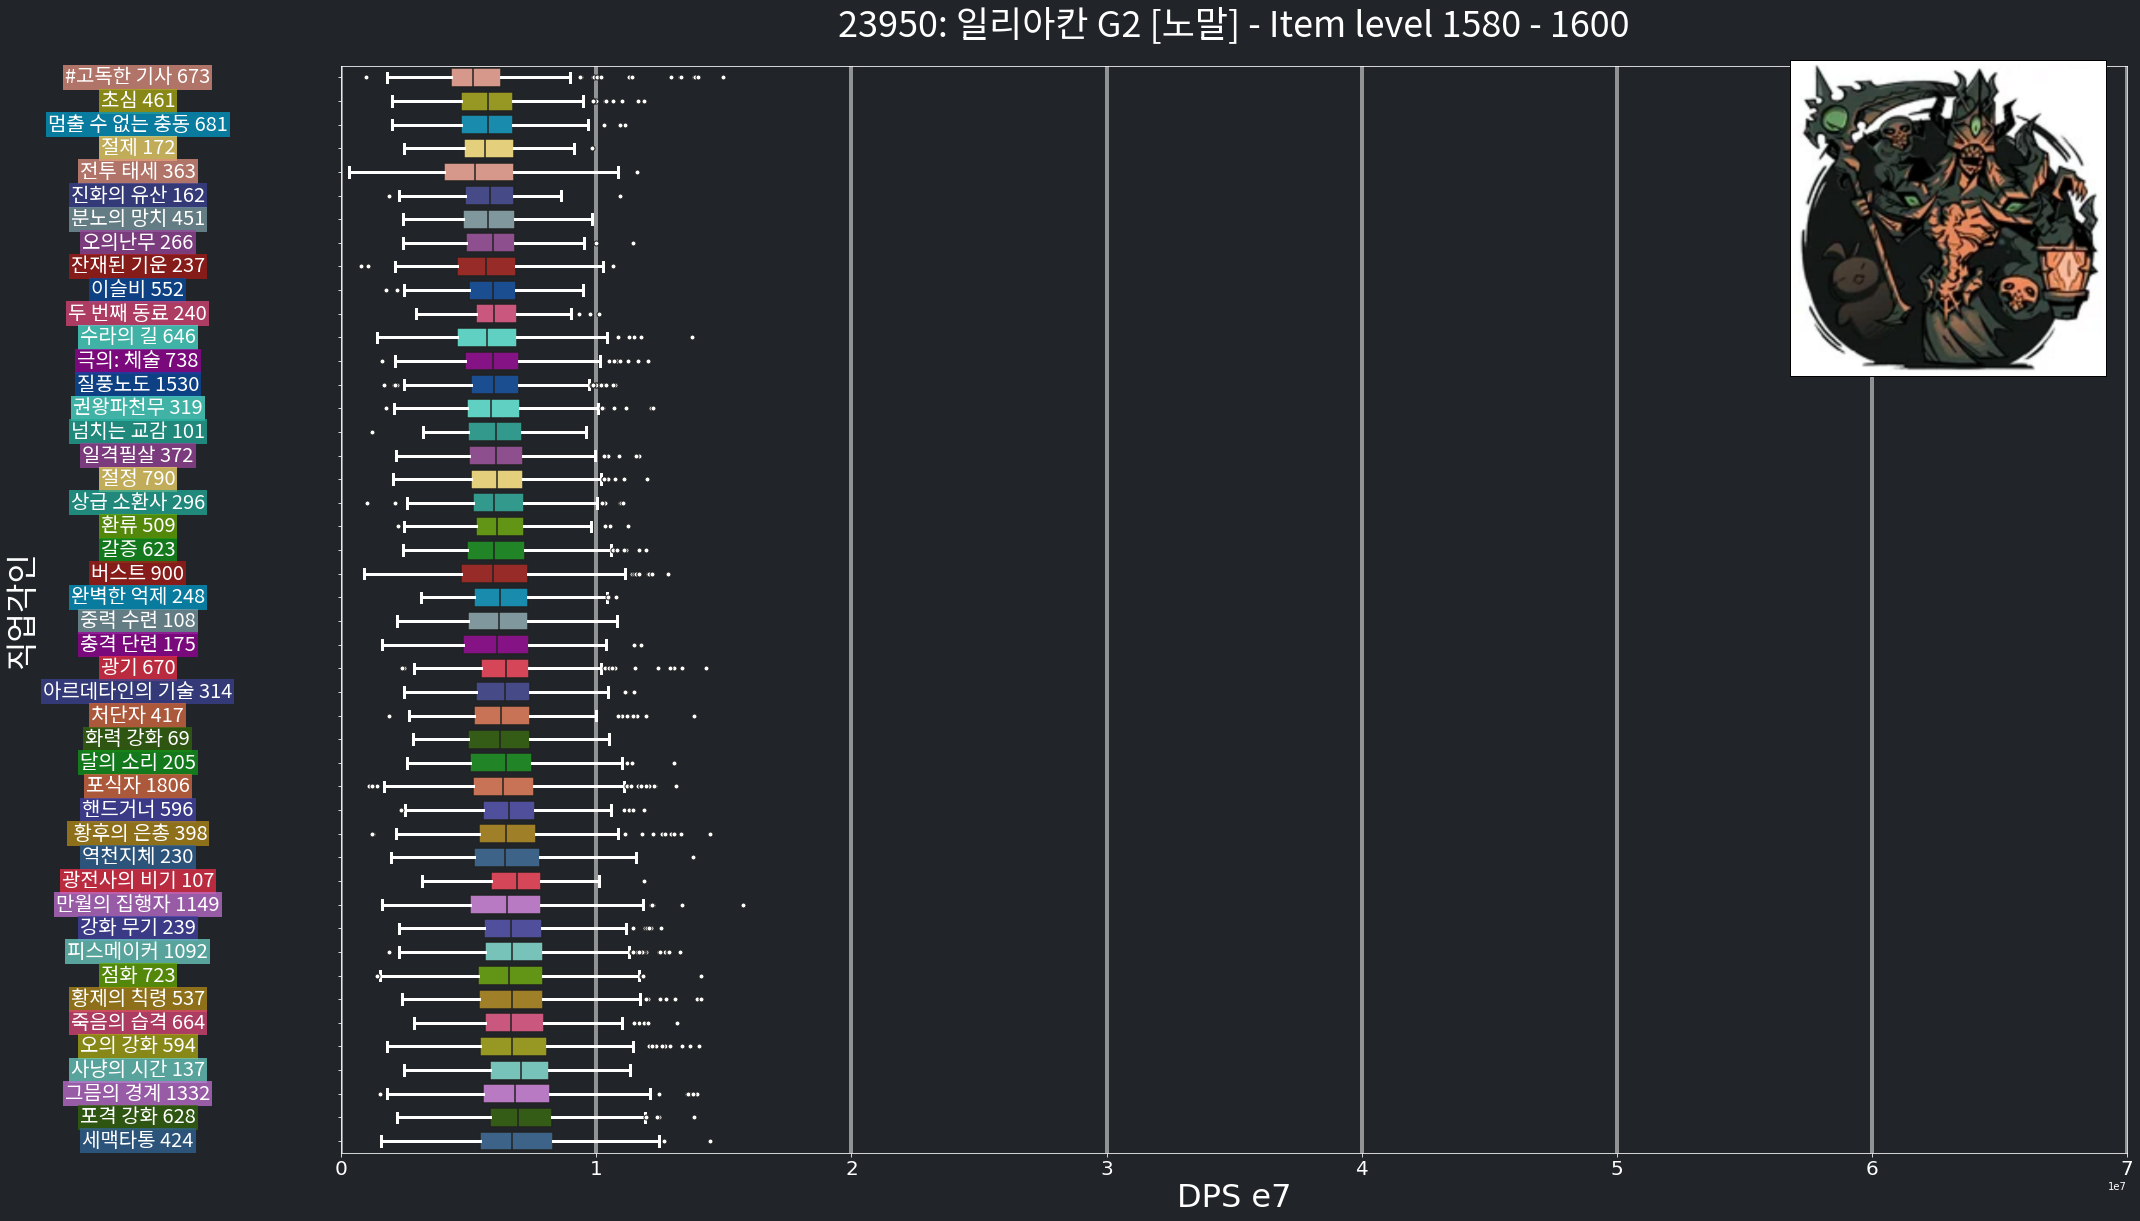 23950: 일리아칸 G2 [노말] - Item level 1580 - 1600
직업각인
#고독한 기사 673
초심 461
멈출 수 없는 충동 681
절제 172
전투 태세 363
진화의 유산 162
분노의 망치 451
오의난무 266
잔재된 기운 237
이슬비 552
두 번째 동료 240
수라의 길 646
극의: 체술 738
질풍노도 1530
권왕파천무 319
넘치는 교감 101
일격필살 372
절정 790
상급 소환사 296
환류 509
갈증 623
버스트 900
완벽한 억제 248
중력 수련 108
충격 단련 175
광기 670
아르데타인의 기술 314
처단자 417
화력 강화 69
달의 소리 205
포식자 1806
핸드거너 596
황후의 은총 398
역천지체 230
광전사의 비기 107
만월의 집행자 1149
강화 무기 239
피스메이커 1092
점화 723
황제의 칙령 537
죽음의 습격 664
오의 강화 594
사냥의 시간 137
그믐의 경계 1332
포격 강화 628
세맥타통 424
0 1 2 3 4 5 6 7
1e7
DPS e7